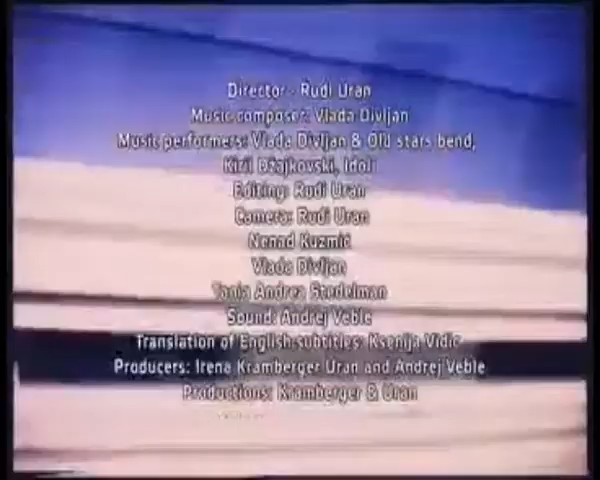 Director - Rudi Uran
Music composer: Vlada Divljan
Music performers: Vlada Divljan & Old stars bend,
Kiril Džajkovski, Idoli
Editing: Rudi Uran
Camera: Rudi Uran
Nenad Kuzmić
Vlada Divljan
Tanja Andrea Stadelman
Sound: Andrej Veble
Translation of English subtitles: Ksenija Vidic
Producers: Irena Kramberger Uran and Andrej Veble
Productions: Kramberger & Uran